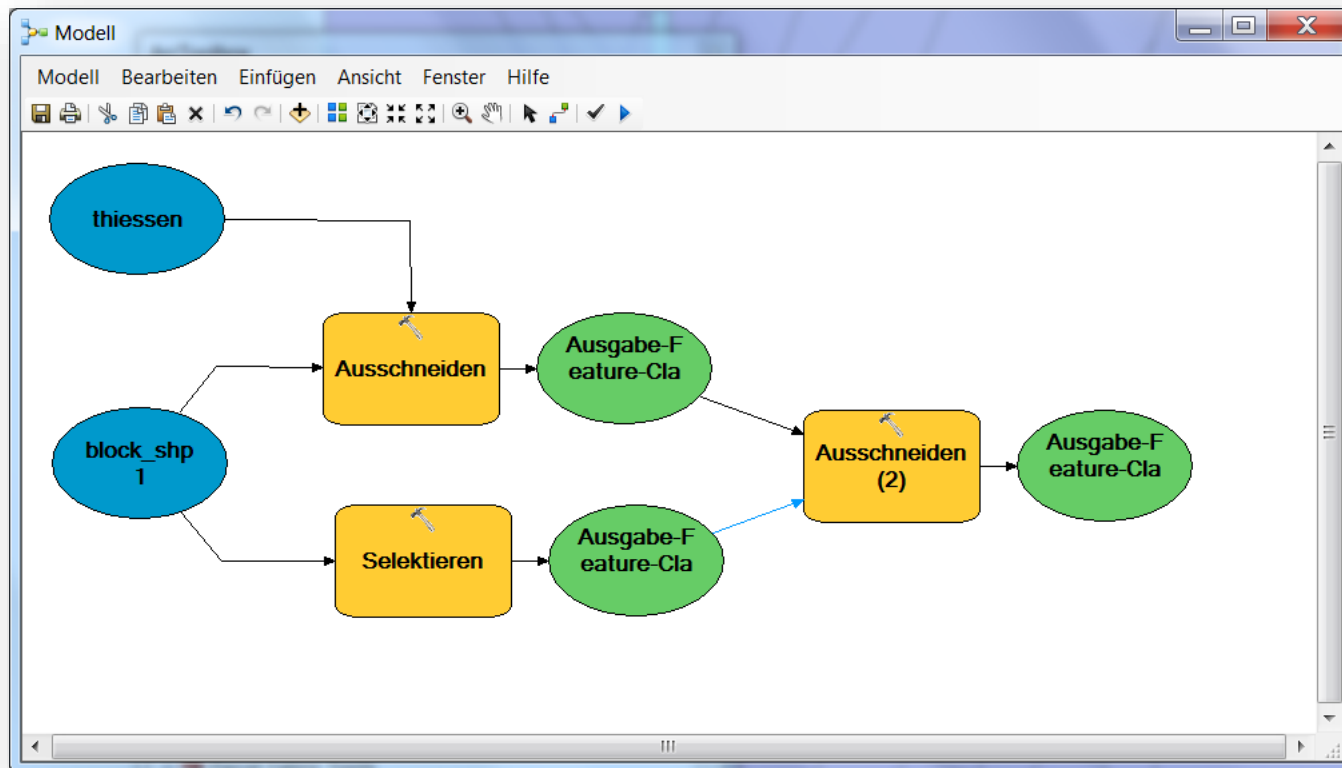 Modell
Modell Bearbeiten Einfügen Ansicht Fenster Hilfe
thiessen
Ausschneiden
Ausgabe-F
eature-Cla
block_shp
1
Ausschneiden
(2)
Ausgabe-F
eature-Cla
Selektieren
Ausgabe-F
eature-Cla